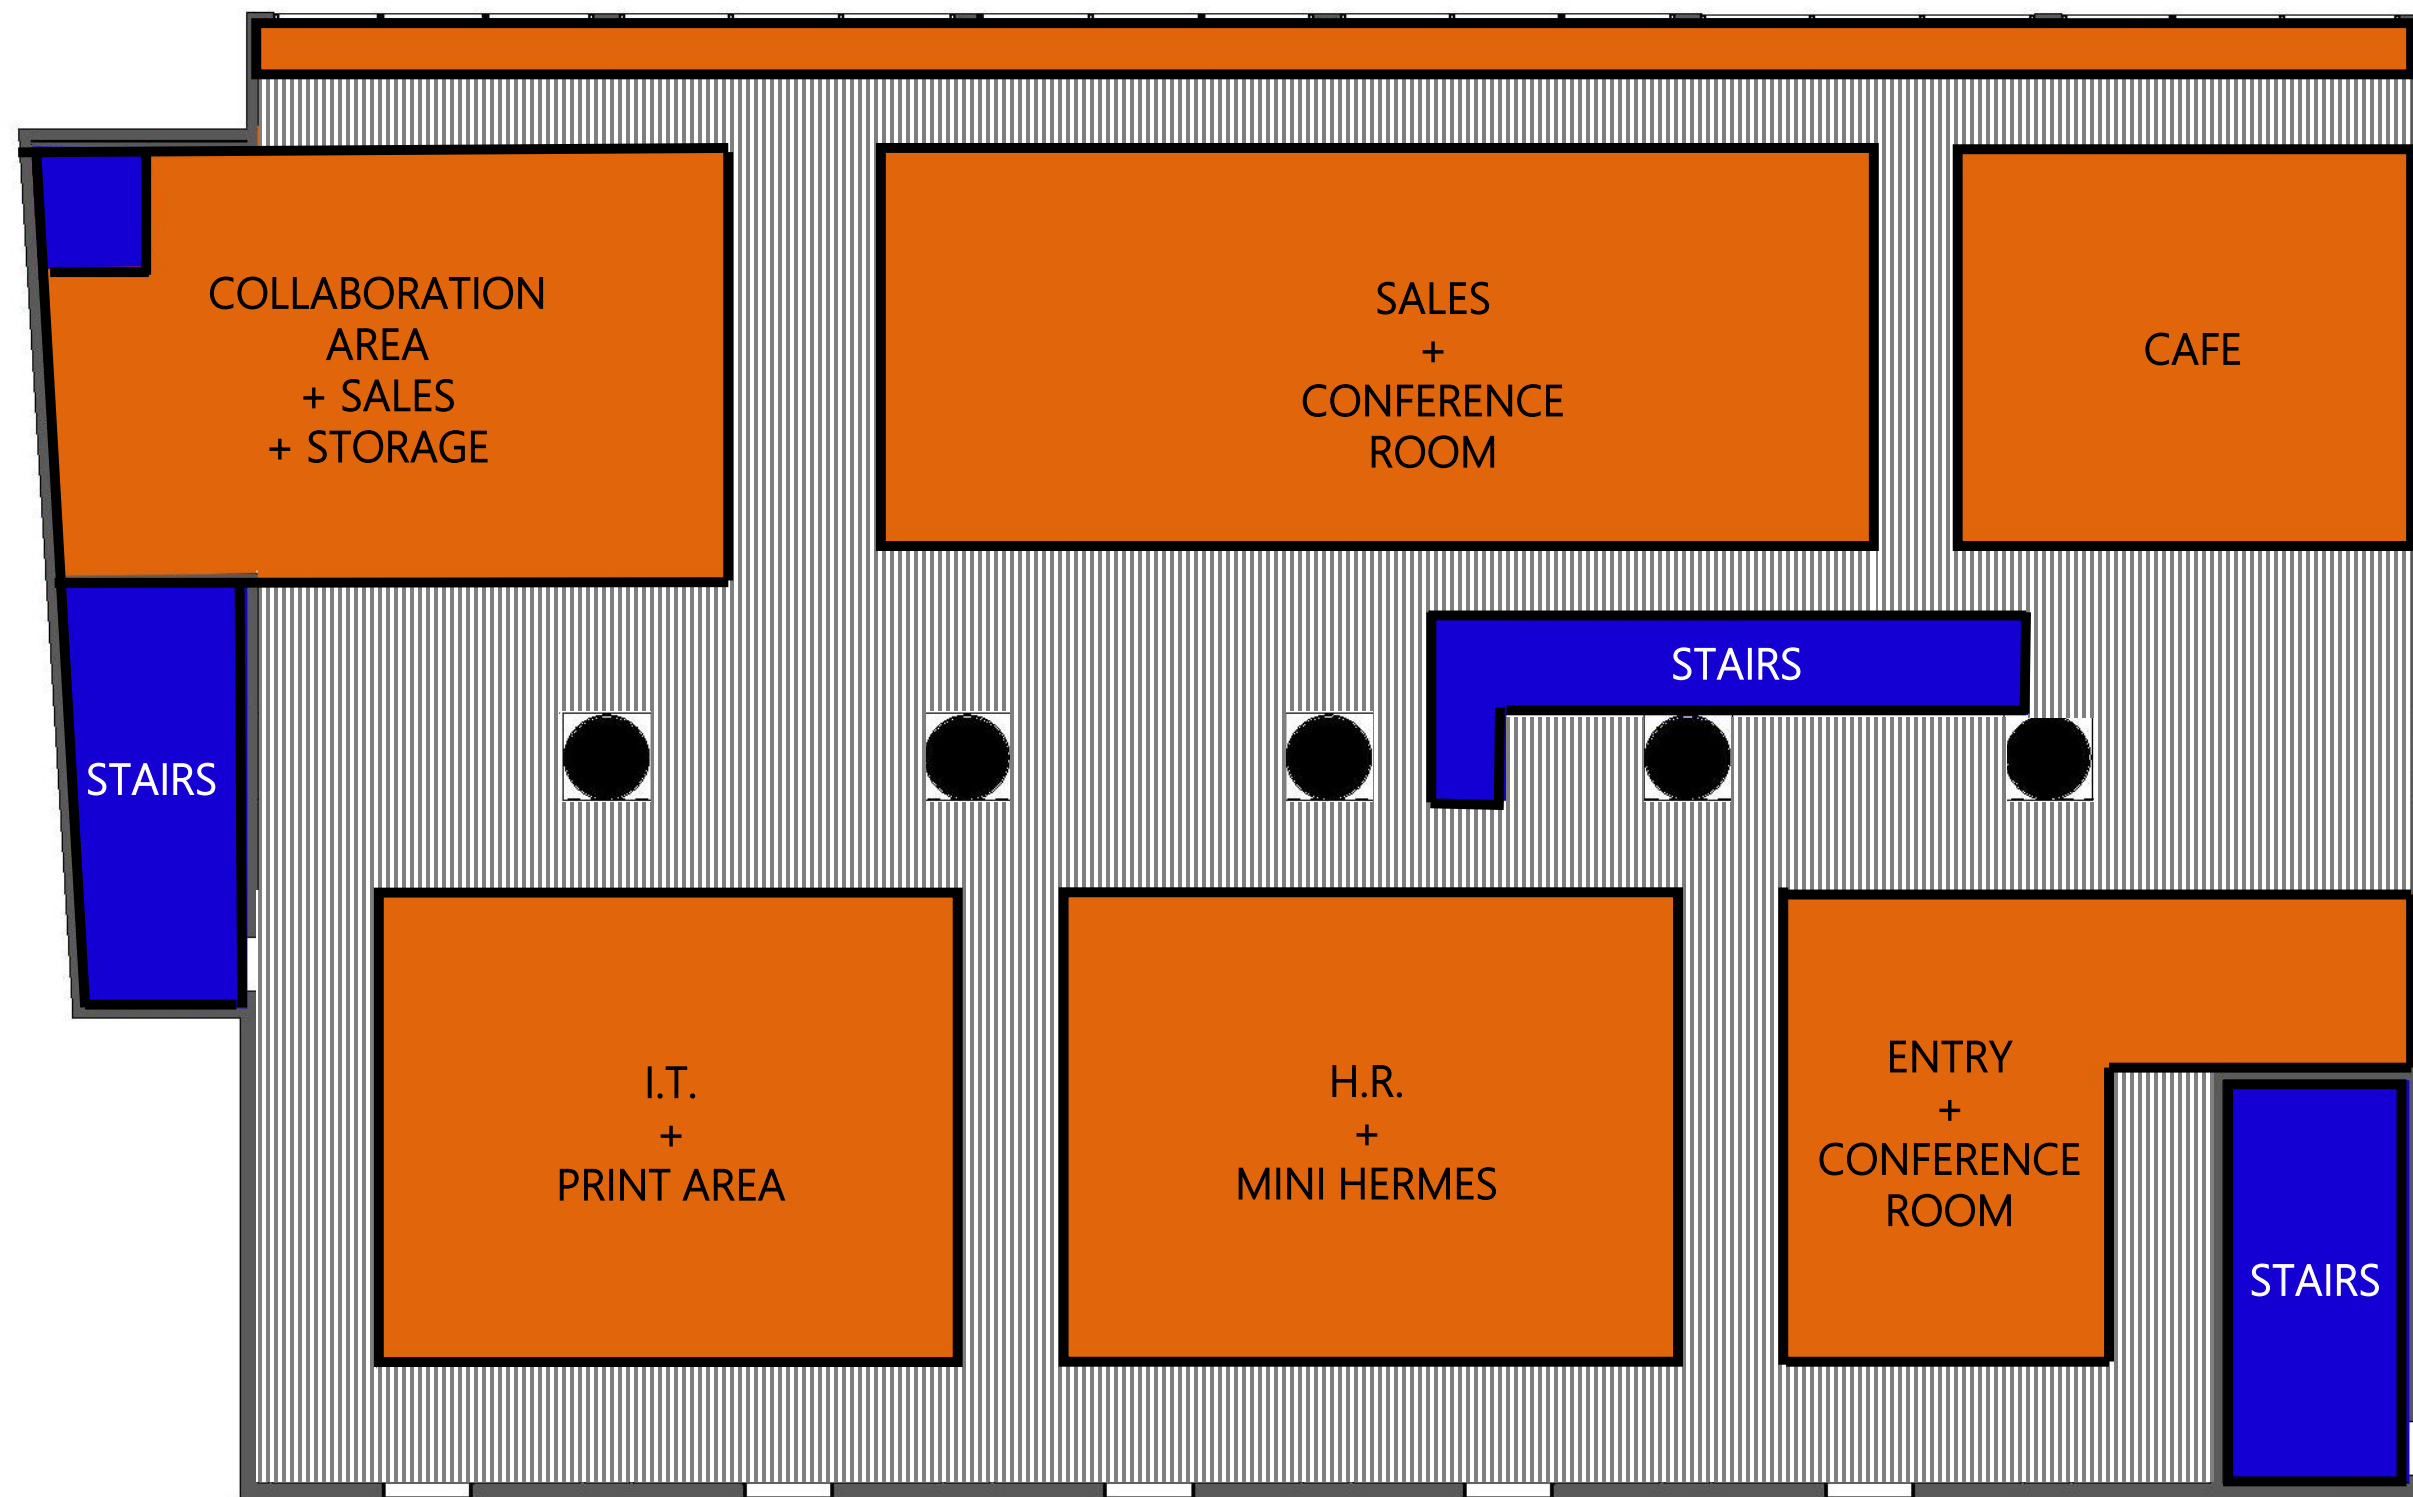 COLLABORATION
AREA
+ SALES
+ STORAGE
SALES
+
CONFERENCE
ROOM
CAFE
STAIRS
STAIRS
I.T.
+
PRINT AREA
H.R.
+
MINI HERMES
ENTRY
+
CONFERENCE
ROOM
STAIRS